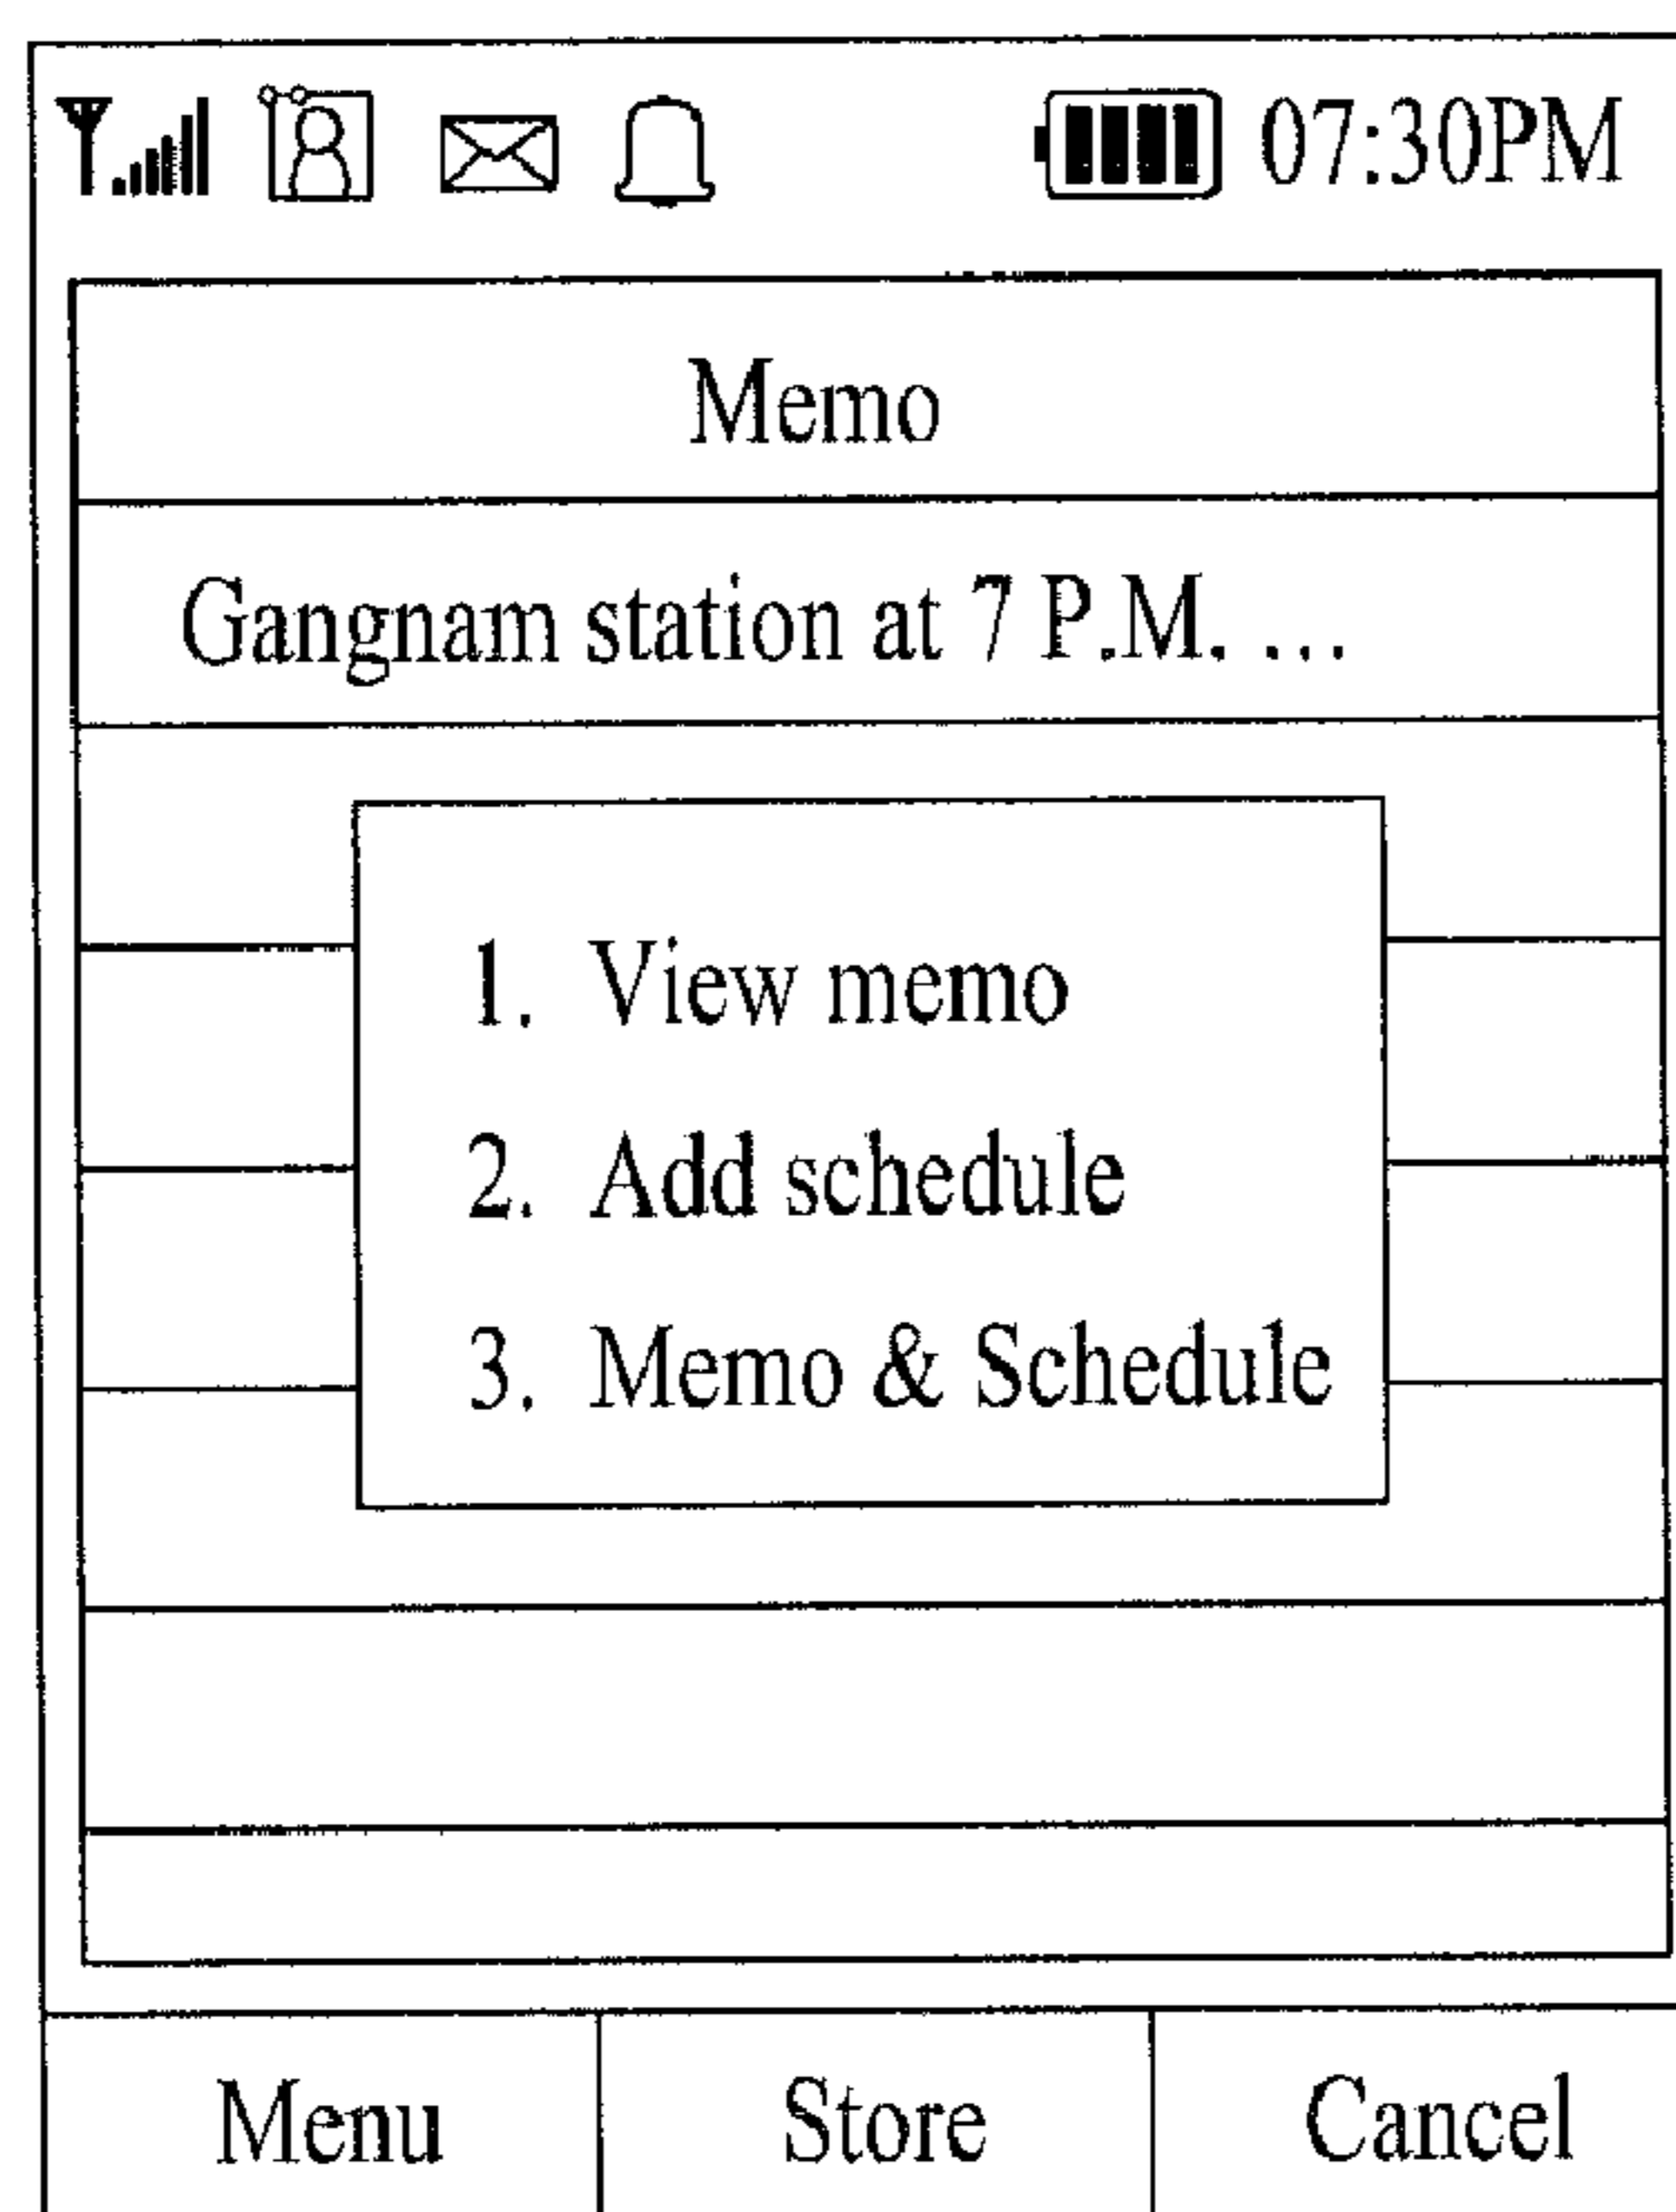 07:30PM
Memo
Gangnam station at 7 P.M. ...
1. View memo
2. Add schedule
3. Memo & Schedule
Menu Store Cancel